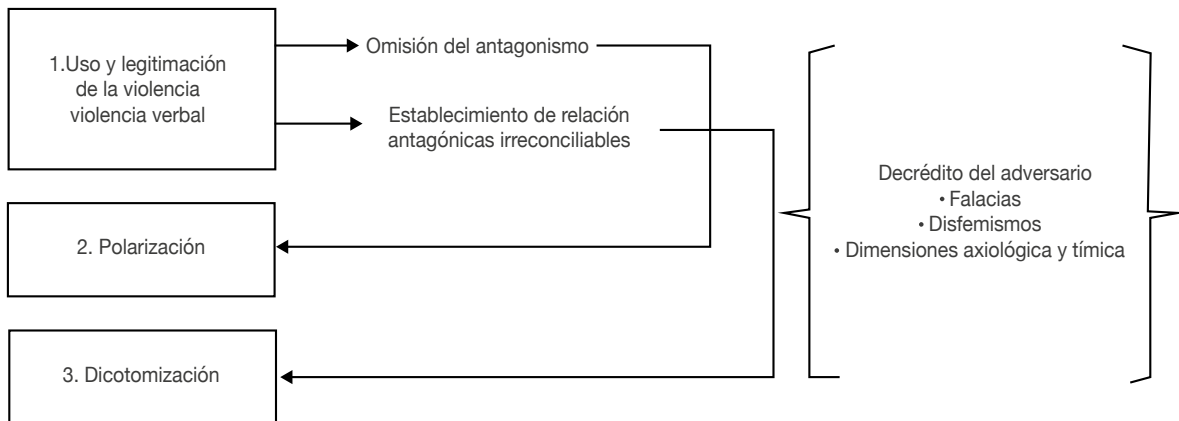 1.Uso y legitimación
de la violencia
violencia verbal
Omisión del antagonismo
Establecimiento de relación
antagónicas irreconciliables
2. Polarización
3. Dicotomización
Decrédito del adversario
• Falacias
• Disfemismos
• Dimensiones axiológica y tímica